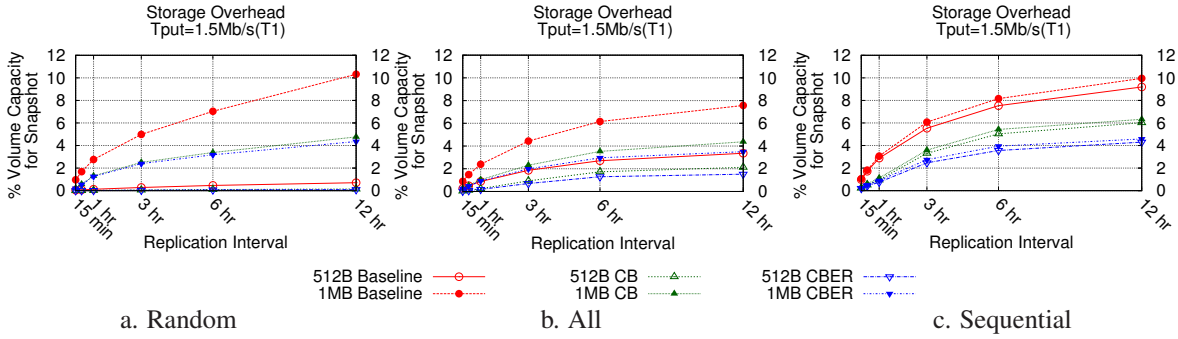 Storage Overhead
Tput=1.5Mb/s(T1)
% Volume Capacity
for Snapshot
12
10
8
6
4
2
0
12
10
8
6
4
2
0
15 min
1 hr
3 hr
6 hr
12 hr
Replication Interval
Storage Overhead
Tput=1.5Mb/s(T1)
% Volume Capacity
for Snapshot
12
10
8
6
4
2
0
12
10
8
6
4
2
0
15 min
1 hr
3 hr
6 hr
12 hr
Replication Interval
Storage Overhead
Tput=1.5Mb/s(T1)
% Volume Capacity
for Snapshot
12
10
8
6
4
2
0
12
10
8
6
4
2
0
15 min
1 hr
3 hr
6 hr
12 hr
Replication Interval
512B Baseline
1MB Baseline
512B CB
1MB CB
512B CBER
1MB CBER
a. Random
b. All
c. Sequential